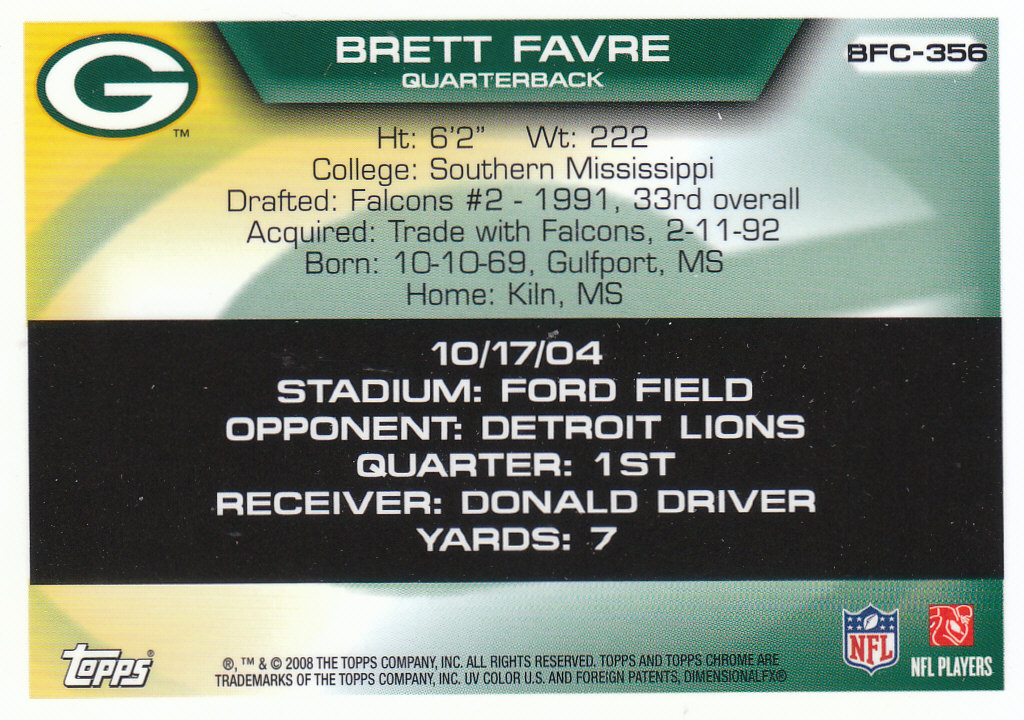 G
TM
BRETT FAVRE
QUARTERBACK
BFC-356
Ht: 6'2" Wt: 222
College: Southern Mississippi
Drafted: Falcons #2 - 1991, 33rd overall
Acquired: Trade with Falcons, 2-11-92
Born: 10-10-69, Gulfport, MS
Home: Kiln, MS
10/17/04
STADIUM: FORD FIELD
OPPONENT: DETROIT LIONS
QUARTER: 1ST
RECEIVER: DONALD DRIVER
YARDS: 7
topps®
®, ™ & © 2008 THE TOPPS COMPANY, INC. ALL RIGHTS RESERVED. TOPPS AND TOPPS CHROME ARE
TRADEMARKS OF THE TOPPS COMPANY, INC. UV COLOR U.S. AND FOREIGN PATENTS, DIMENSIONALFX®
NFL
NFL PLAYERS